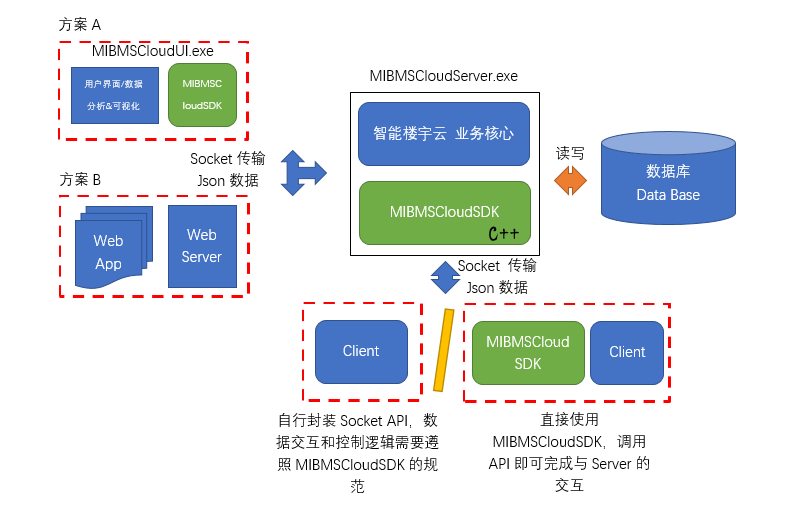 方案 A
MIBMSCloudUI.exe
用户界面/数据
分析&可视化
MIBMSC
loudSDK
方案 B
Web
App
Web
Server
Socket 传输
Json 数据
MIBMSCloudServer.exe
智能楼宇云 业务核心
MIBMSCloudSDK
C++
读写
数据库
Data Base
Socket 传输
Json 数据
Client
自行封装 Socket API，数
据交互和控制逻辑需要遵
照 MIBMSCloudSDK 的规
范
MIBMSCloud
SDK
Client
直接使用
MIBMSCloudSDK，调用
API 即可完成与 Server 的
交互